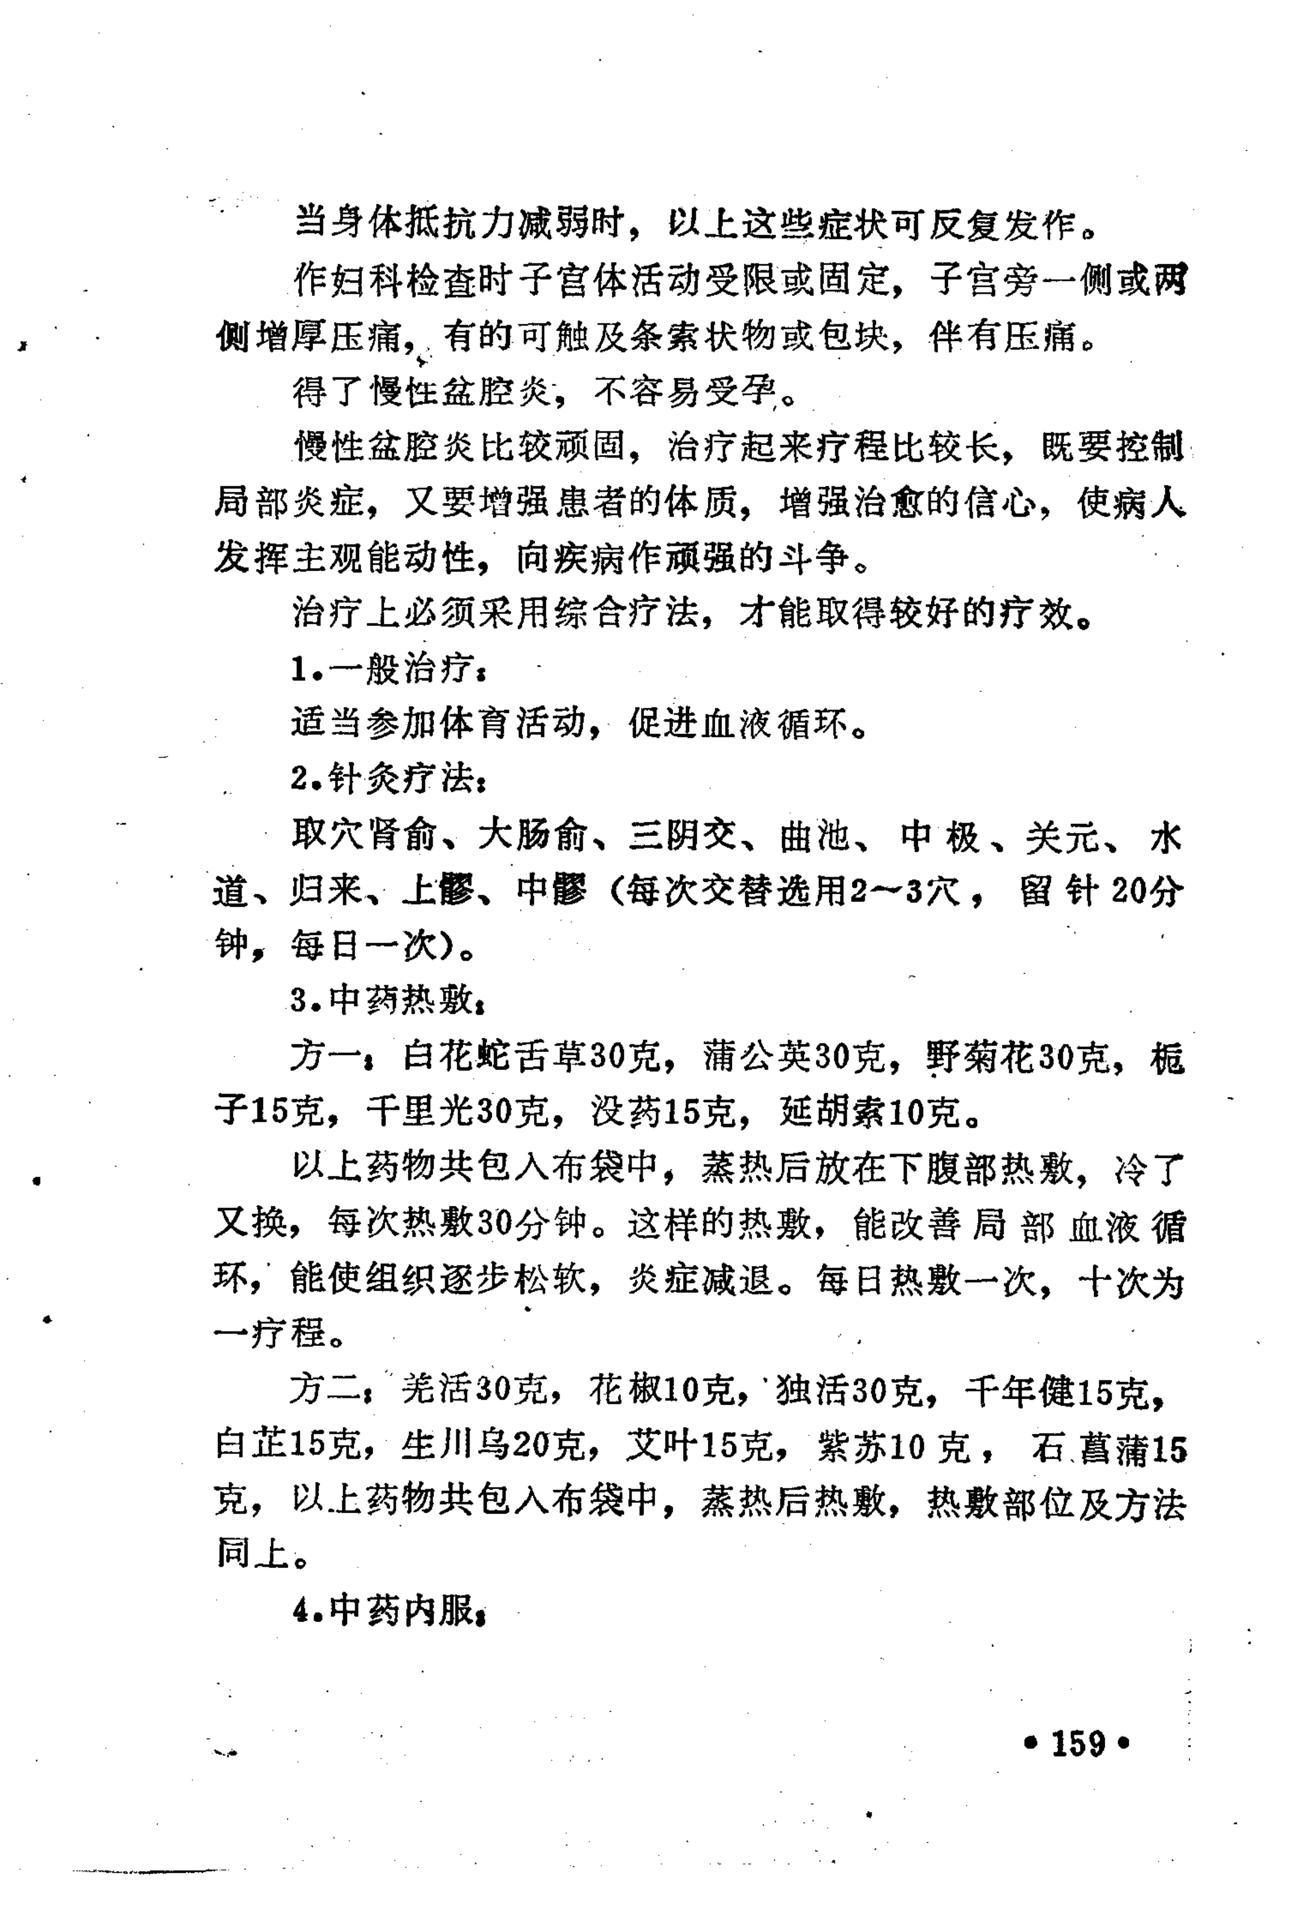 当身体抵抗力减弱时，以上这些症状可反复发作。
作妇科检查时子宫体活动受限或固定，子宫旁一侧或两
侧增厚压痛，有的可触及条索状物或包块，伴有压痛。
得了慢性盆腔炎，不容易受孕。
慢性盆腔炎比较顽固，治疗起来疗程比较长，既要控制
局部炎症，又要增强患者的体质，增强治愈的信心，使病人
发挥主观能动性，向疾病作顽强的斗争。
治疗上必须采用综合疗法，才能取得较好的疗效。
1.一般治疗：
适当参加体育活动，促进血液循环。
2.针灸疗法：
取穴肾俞、大肠俞、三阴交、曲池、中极、关元、水
道、归来、上髎、中髎（每次交替选用2～3穴，留针20分
钟，每日一次）。
3.中药热敷：
方一：白花蛇舌草30克，蒲公英30克，野菊花30克，栀
子15克，千里光30克，没药15克，延胡索10克。
以上药物共包入布袋中，蒸热后放在下腹部热敷，冷了
又换，每次热敷30分钟。这样的热敷，能改善局部血液循
环，能使组织逐步松软，炎症减退。每日热敷一次，十次为
一疗程。
方二：羌活30克，花椒10克，独活30克，千年健15克，
白芷15克，生川乌20克，艾叶15克，紫苏10克，石菖蒲15
克，以上药物共包入布袋中，蒸热后热敷，热敷部位及方法
同上。
4.中药内服：
•159•